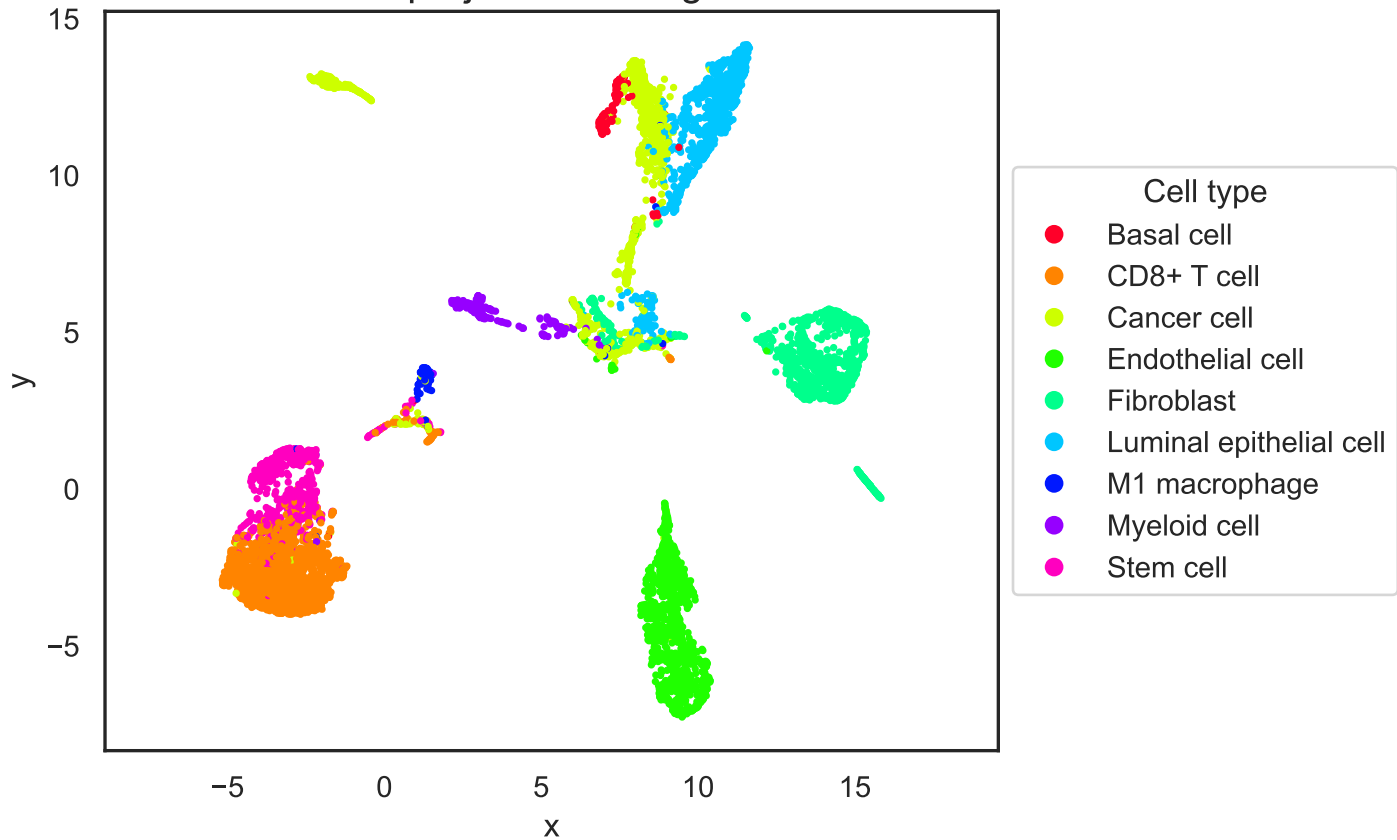 15
10
5
0
−5
y
−5
0
5
10
15
x
Cell type
Basal cell
CD8+ T cell
Cancer cell
Endothelial cell
Fibroblast
Luminal epithelial cell
M1 macrophage
Myeloid cell
Stem cell